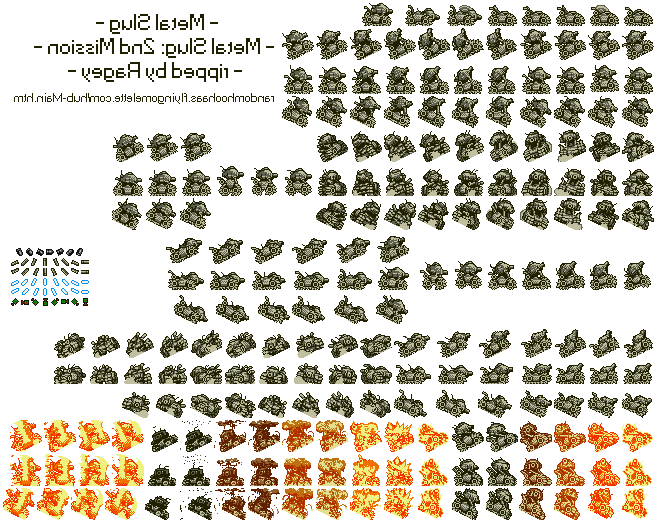 - Metal Slug -
- Metal Slug: 2nd Mission -
- ripped by Ragey -
randomhoohaas.flyingomelette.com/hub-Main.htm